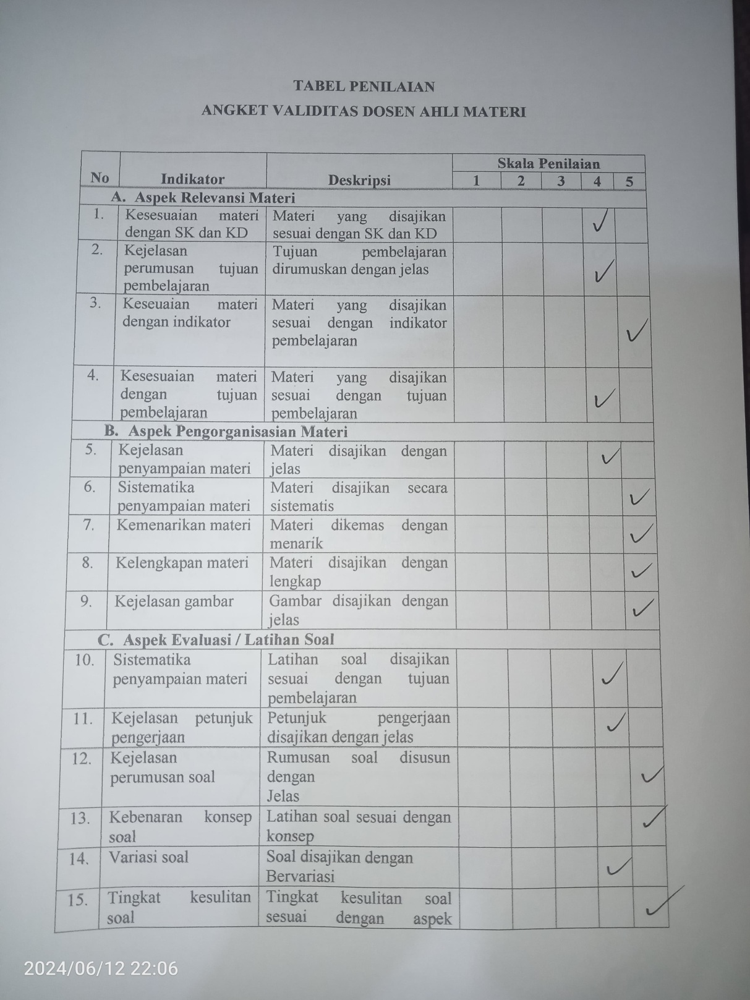 TABEL PENILAIAN
ANGKET VALIDITAS DOSEN AHLI MATERI
No Indikator Deskripsi Skala Penilaian
1 2 3 4 5
A. Aspek Relevansi Materi
1. Kesesuaian materi Materi yang disajikan ✓
dengan SK dan KD sesuai dengan SK dan KD
2. Kejelasan Tujuan pembelajaran
perumusan tujuan dirumuskan dengan jelas ✓
pembelajaran
3. Keseuaian materi Materi yang disajikan
dengan indikator sesuai dengan indikator ✓
pembelajaran
4. Kesesuaian materi Materi yang disajikan
dengan tujuan sesuai dengan tujuan ✓
pembelajaran pembelajaran
B. Aspek Pengorganisasian Materi
5. Kejelasan Materi disajikan dengan ✓
penyampaian materi jelas
6. Sistematika Materi disajikan secara ✓
penyampaian materi sistematis
7. Kemenarikan materi Materi dikemas dengan ✓
menarik
8. Kelengkapan materi Materi disajikan dengan ✓
lengkap
9. Kejelasan gambar Gambar disajikan dengan ✓
jelas
C. Aspek Evaluasi / Latihan Soal
10. Sistematika Latihan soal disajikan
penyampaian materi sesuai dengan tujuan ✓
pembelajaran
11. Kejelasan petunjuk Petunjuk pengerjaan ✓
pengerjaan disajikan dengan jelas
12. Kejelasan Rumusan soal disusun
perumusan soal dengan ✓
Jelas
13. Kebenaran konsep Latihan soal sesuai dengan ✓
soal konsep
14. Variasi soal Soal disajikan dengan ✓
Bervariasi
15. Tingkat kesulitan Tingkat kesulitan soal ✓
soal sesuai dengan aspek
2024/06/12 22:06